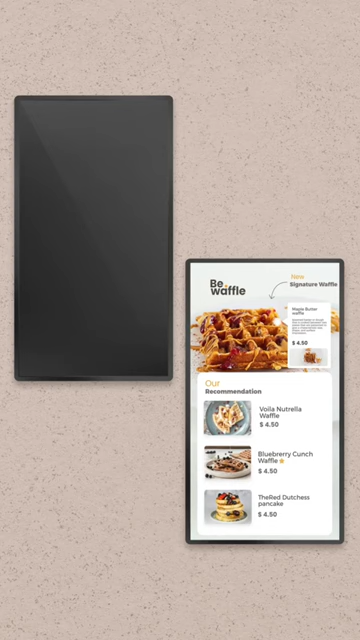 Be.
waffle
New
Signature Waffle
Maple Butter
waffle
$ 4.50
Our
Recommendation
Voila Nutrella
Waffle
$ 4.50
Bluebrerry Cunch
Waffle
$ 4.50
TheRed Dutchess
pancake
$ 4.50